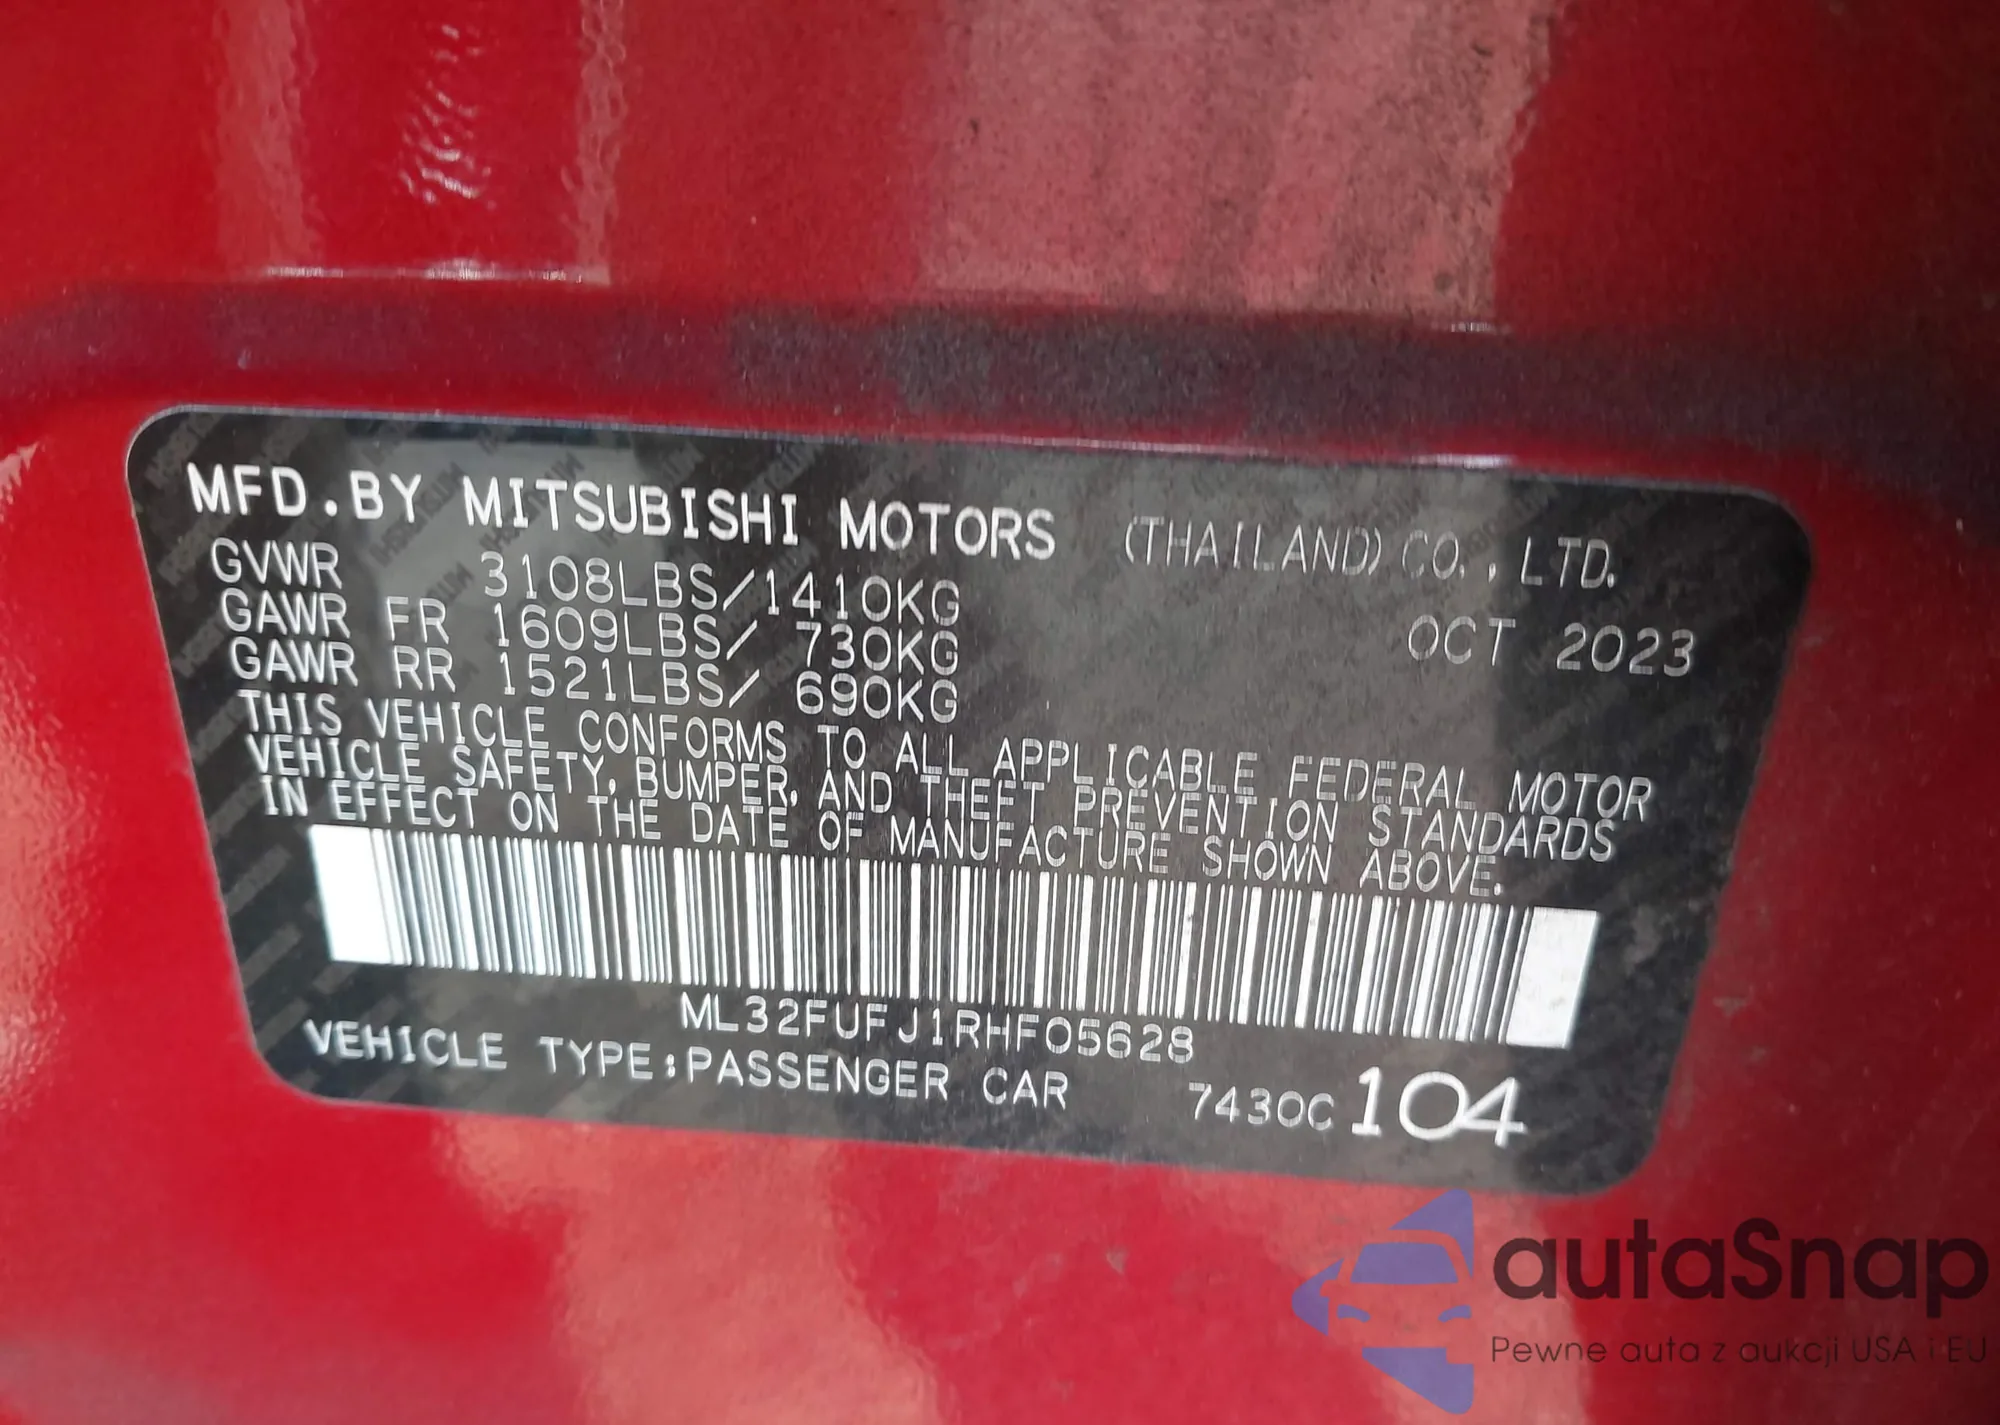 MFD.BY MITSUBISHI MOTORS (THAILAND) CO., LTD.
GVWR 3108LBS/1410KG
OCT 2023
GAWR FR 1609LBS/ 730KG
GAWR RR 1521LBS/ 690KG
THIS VEHICLE CONFORMS TO ALL APPLICABLE FEDERAL MOTOR
VEHICLE SAFETY, BUMPER, AND THEFT PREVENTION STANDARDS
IN EFFECT ON THE DATE OF MANUFACTURE SHOWN ABOVE.
ML32FUFJ1RHF05628
VEHICLE TYPE:PASSENGER CAR 7430C 104
autaSnap
Pewne auta z aukcji USA i EU